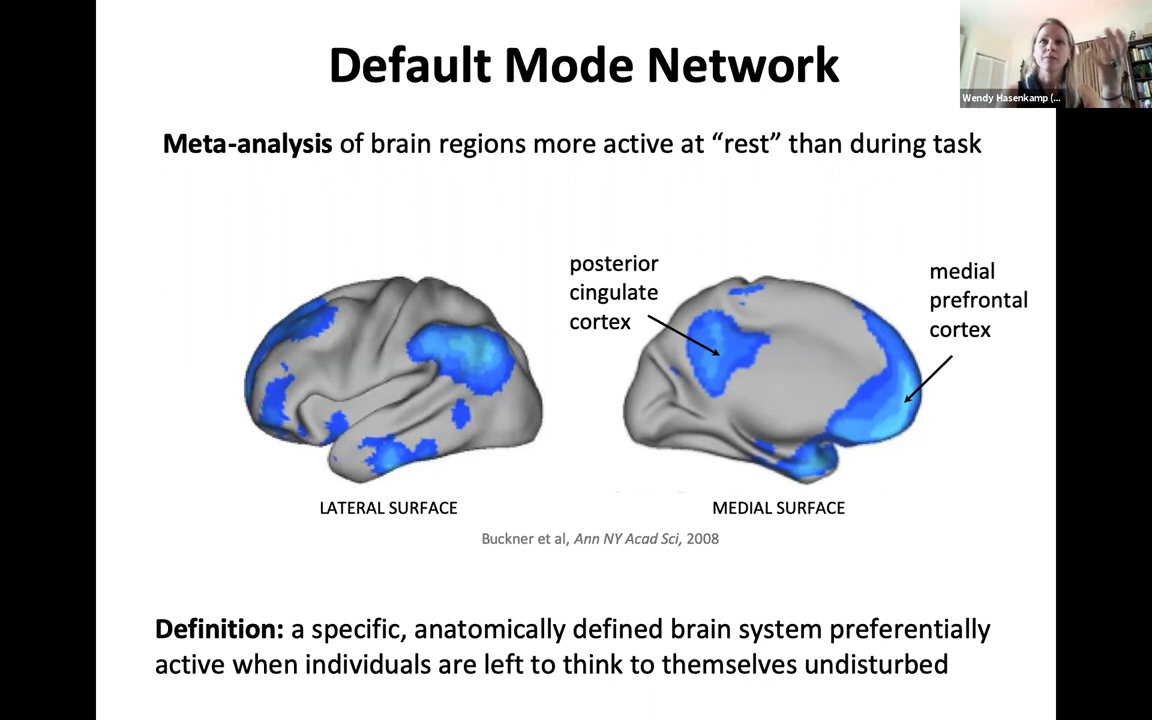 Default Mode Network
Wendy Hasenkamp (...
Meta-analysis of brain regions more active at “rest” than during task
posterior
cingulate
cortex
medial
prefrontal
cortex
LATERAL SURFACE
MEDIAL SURFACE
Buckner et al, Ann NY Acad Sci, 2008
Definition: a specific, anatomically defined brain system preferentially
active when individuals are left to think to themselves undisturbed